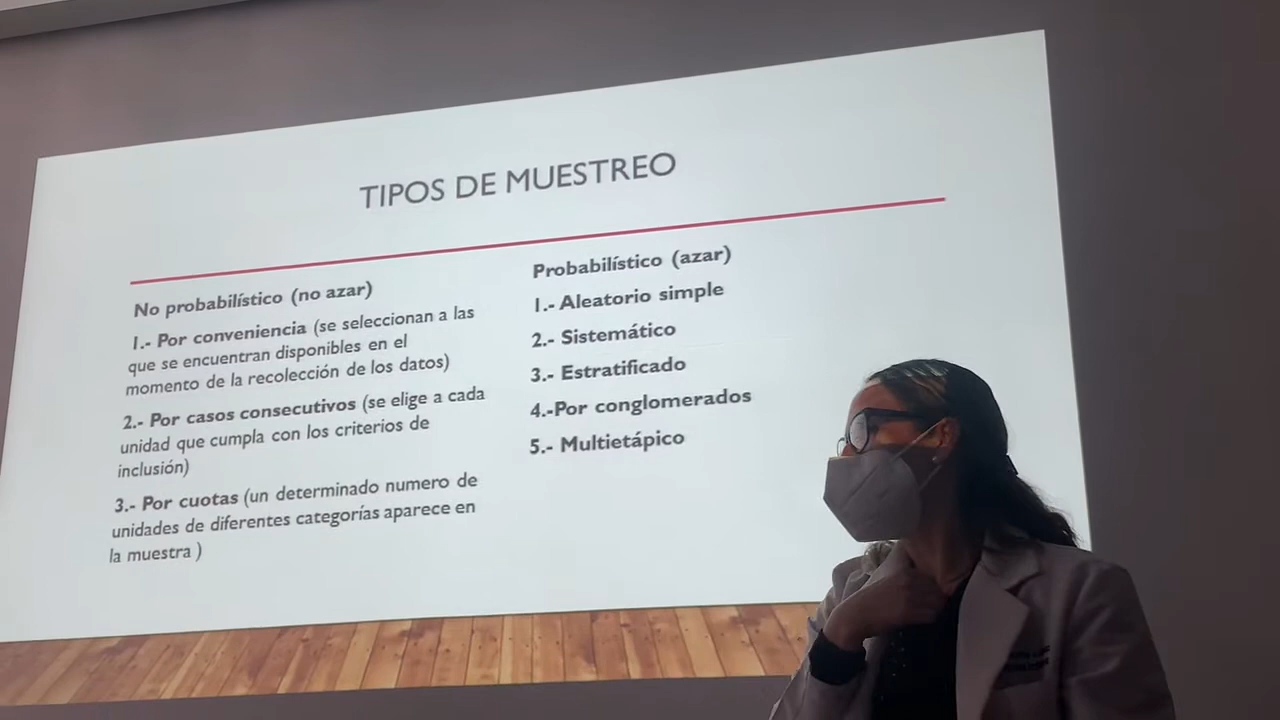 TIPOS DE MUESTREO
No probabilístico (no azar)
1.- Por conveniencia (se seleccionan a las
que se encuentran disponibles en el
momento de la recolección de los datos)
2.- Por casos consecutivos (se elige a cada
unidad que cumpla con los criterios de
inclusión)
3.- Por cuotas (un determinado numero de
unidades de diferentes categorías aparece en
la muestra )
Probabilístico (azar)
1.- Aleatorio simple
2.- Sistemático
3.- Estratificado
4.-Por conglomerados
5.- Multietápico